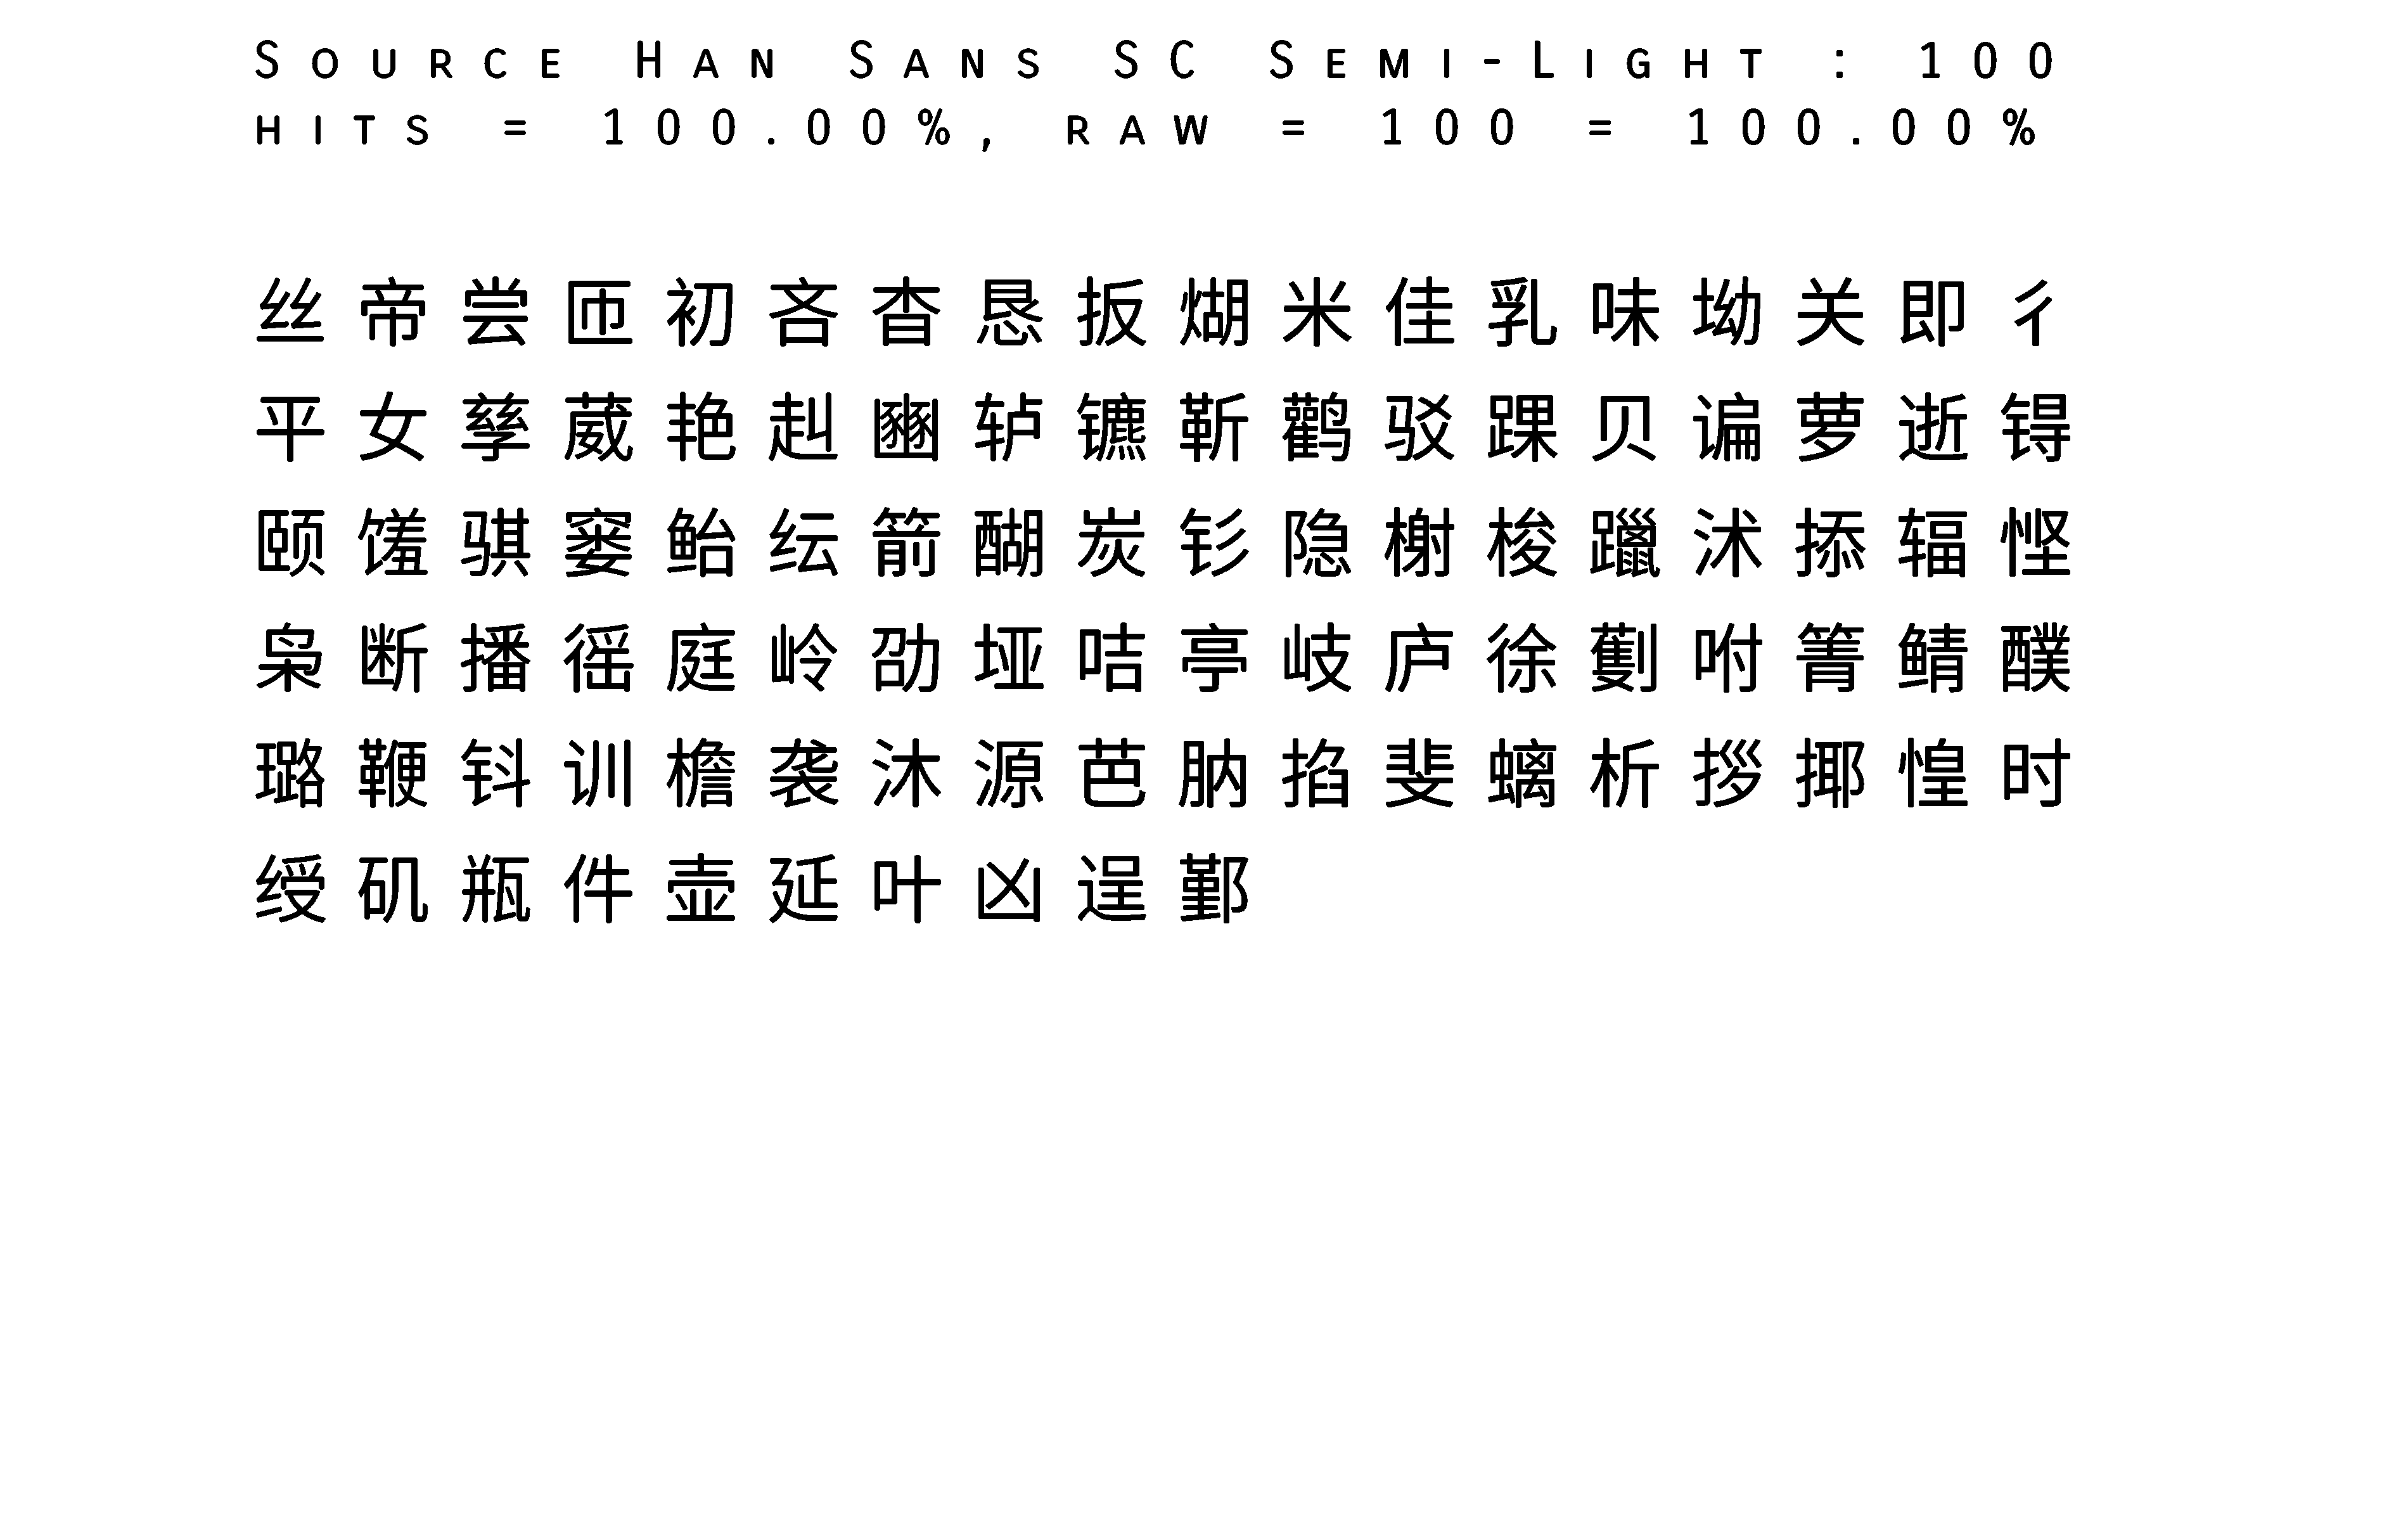 Source Han Sans SC Semi-Light : 100
hits = 100.00%, raw = 100 = 100.00%
丝帝尝匝初吝杳恳扳煳米佳乳味坳关即彳
平女孳葳艳赳豳轳镳靳鹳驳踝贝谝萝逝锝
颐馐骐窭鲐纭箭醐炭钐隐榭梭躐沭掭辐悭
枭断播徭庭岭劭垭咭亭岐庐徐劐咐箐鲭醭
璐鞭钭训檐袭沐源芭肭掐斐螭析拶揶惶时
绶矶瓶件壶延叶凶逞鄞